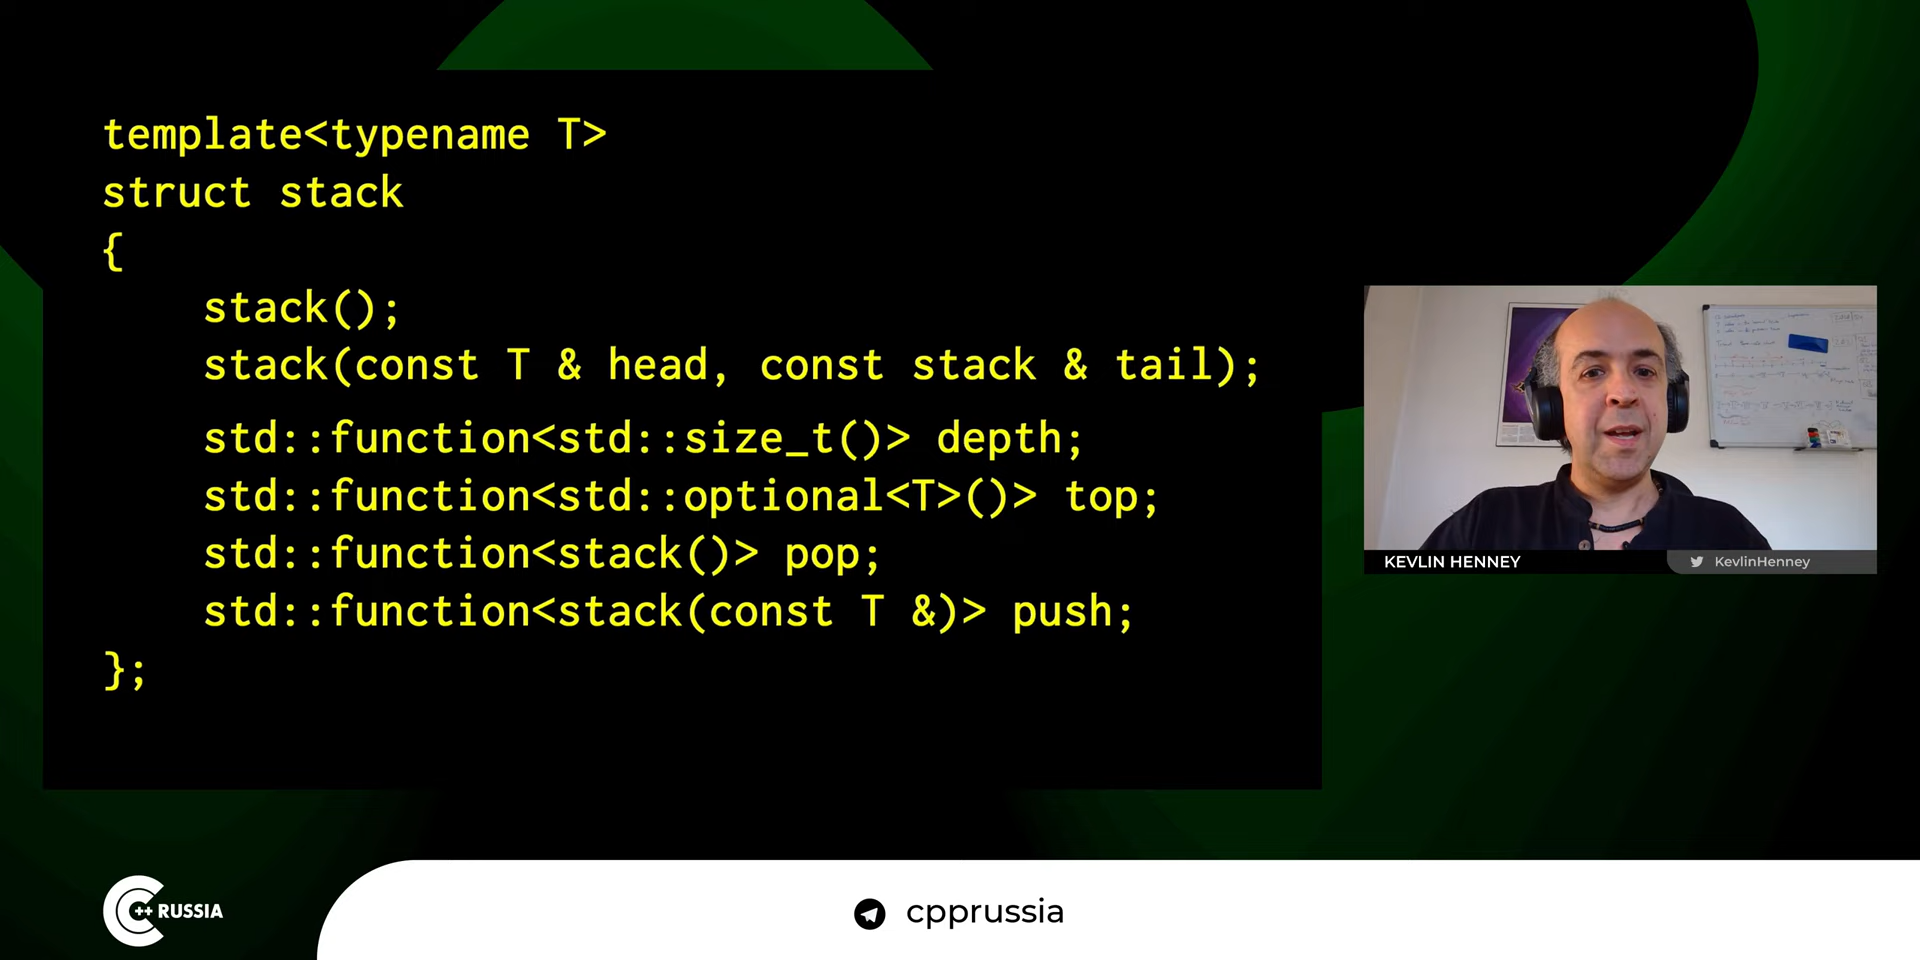 template<typename T>
struct stack
{
    stack();
    stack(const T & head, const stack & tail);
    std::function<std::size_t()> depth;
    std::function<std::optional<T>()> top;
    std::function<stack()> pop;
    std::function<stack(const T &)> push;
};
KEVLIN HENNEY
KevlinHenney
C++ RUSSIA
cpprussia